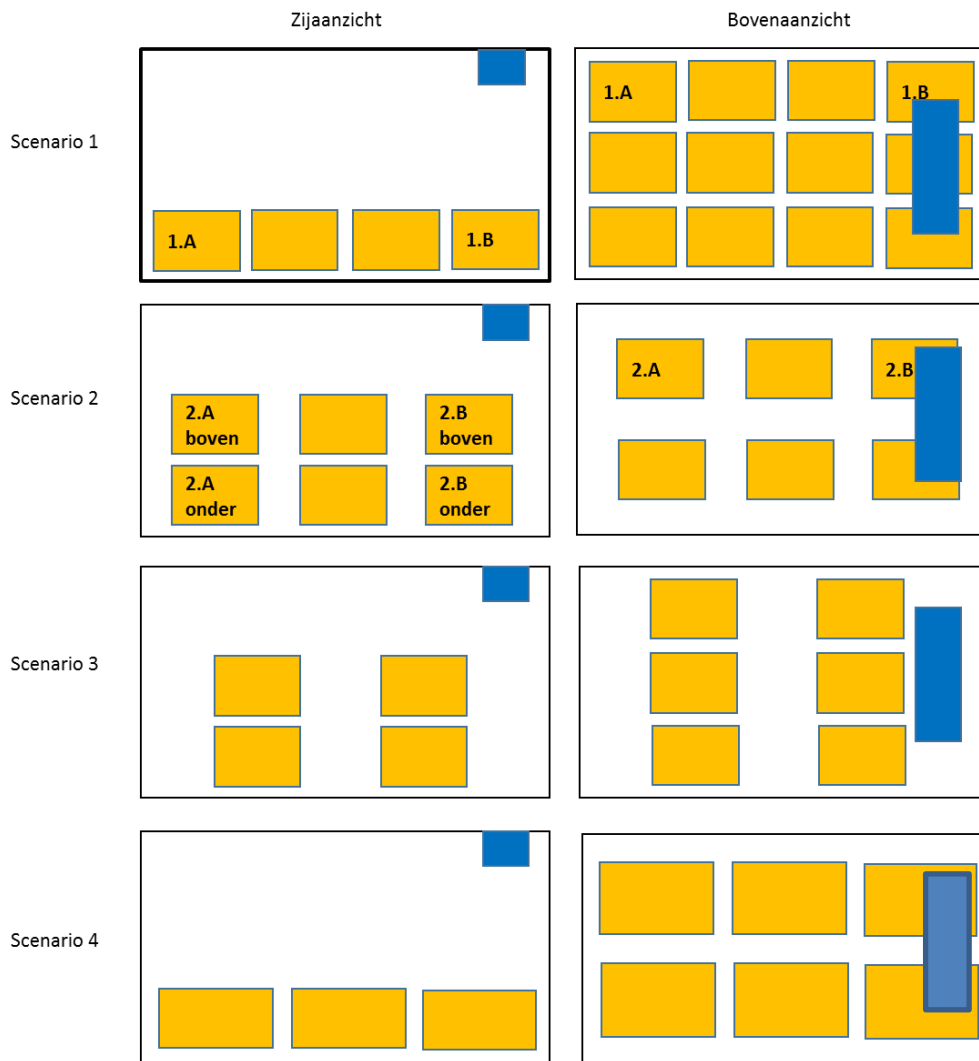 Zijaanzicht
Bovenaanzicht
Scenario 1
1.A
1.B
1.A
1.B
Scenario 2
2.A
boven
2.B
boven
2.A
onder
2.B
onder
2.A
2.B
Scenario 3
Scenario 4